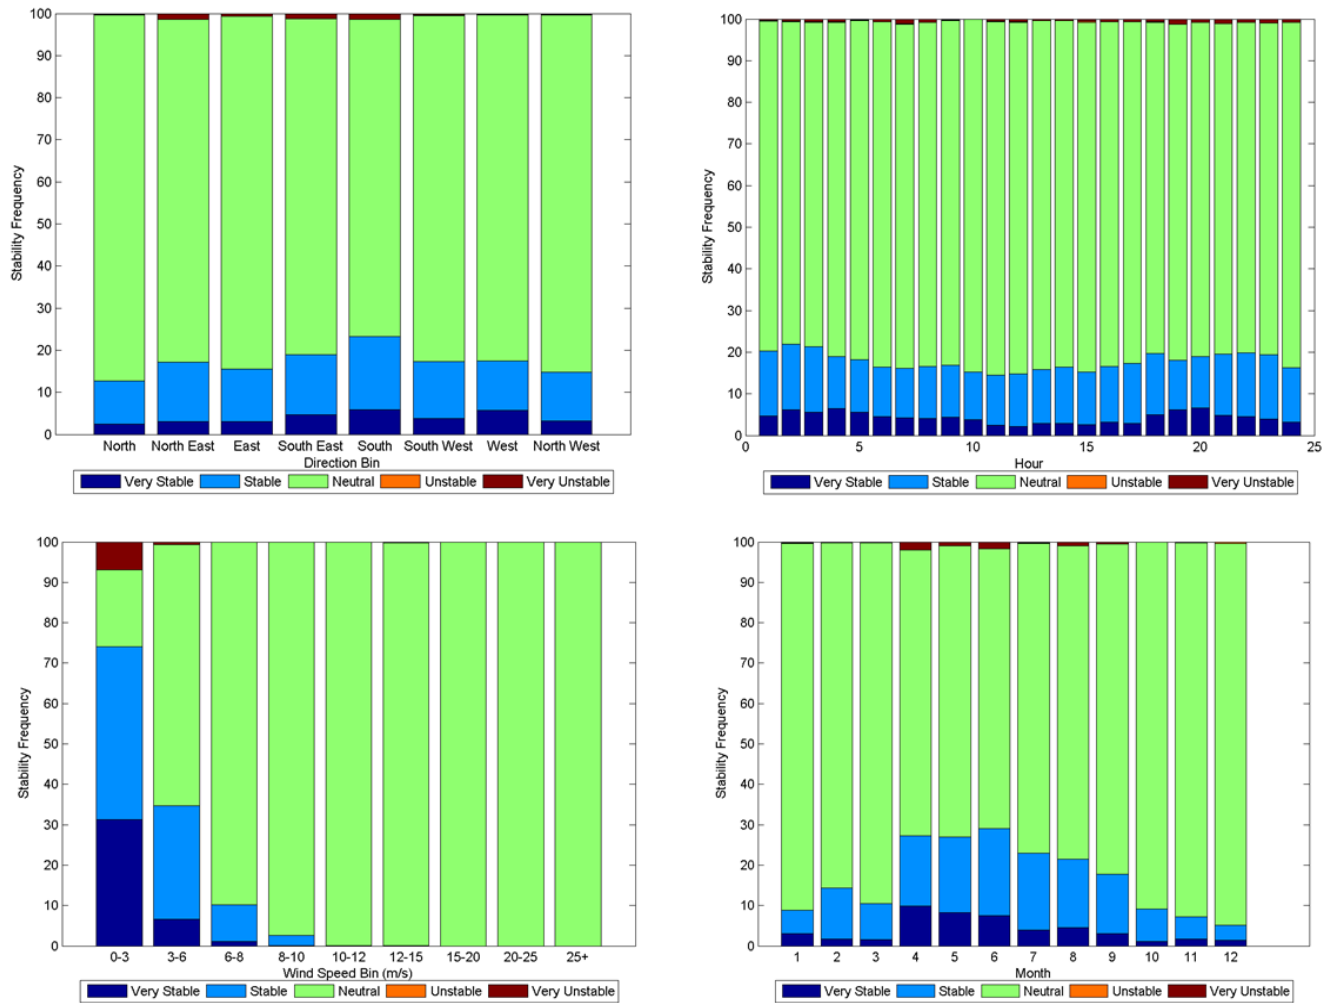 100
90
80
70
60
50
40
30
20
10
0
Stability Frequency
North North East East South East South South West West North West
Direction Bin
Very Stable Stable Neutral Unstable Very Unstable
100
90
80
70
60
50
40
30
20
10
0
Stability Frequency
0 5 10 15 20 25
Hour
Very Stable Stable Neutral Unstable Very Unstable
100
90
80
70
60
50
40
30
20
10
0
Stability Frequency
0-3 3-6 6-8 8-10 10-12 12-15 15-20 20-25 25+
Wind Speed Bin (m/s)
Very Stable Stable Neutral Unstable Very Unstable
100
90
80
70
60
50
40
30
20
10
0
Stability Frequency
1 2 3 4 5 6 7 8 9 10 11 12
Month
Very Stable Stable Neutral Unstable Very Unstable